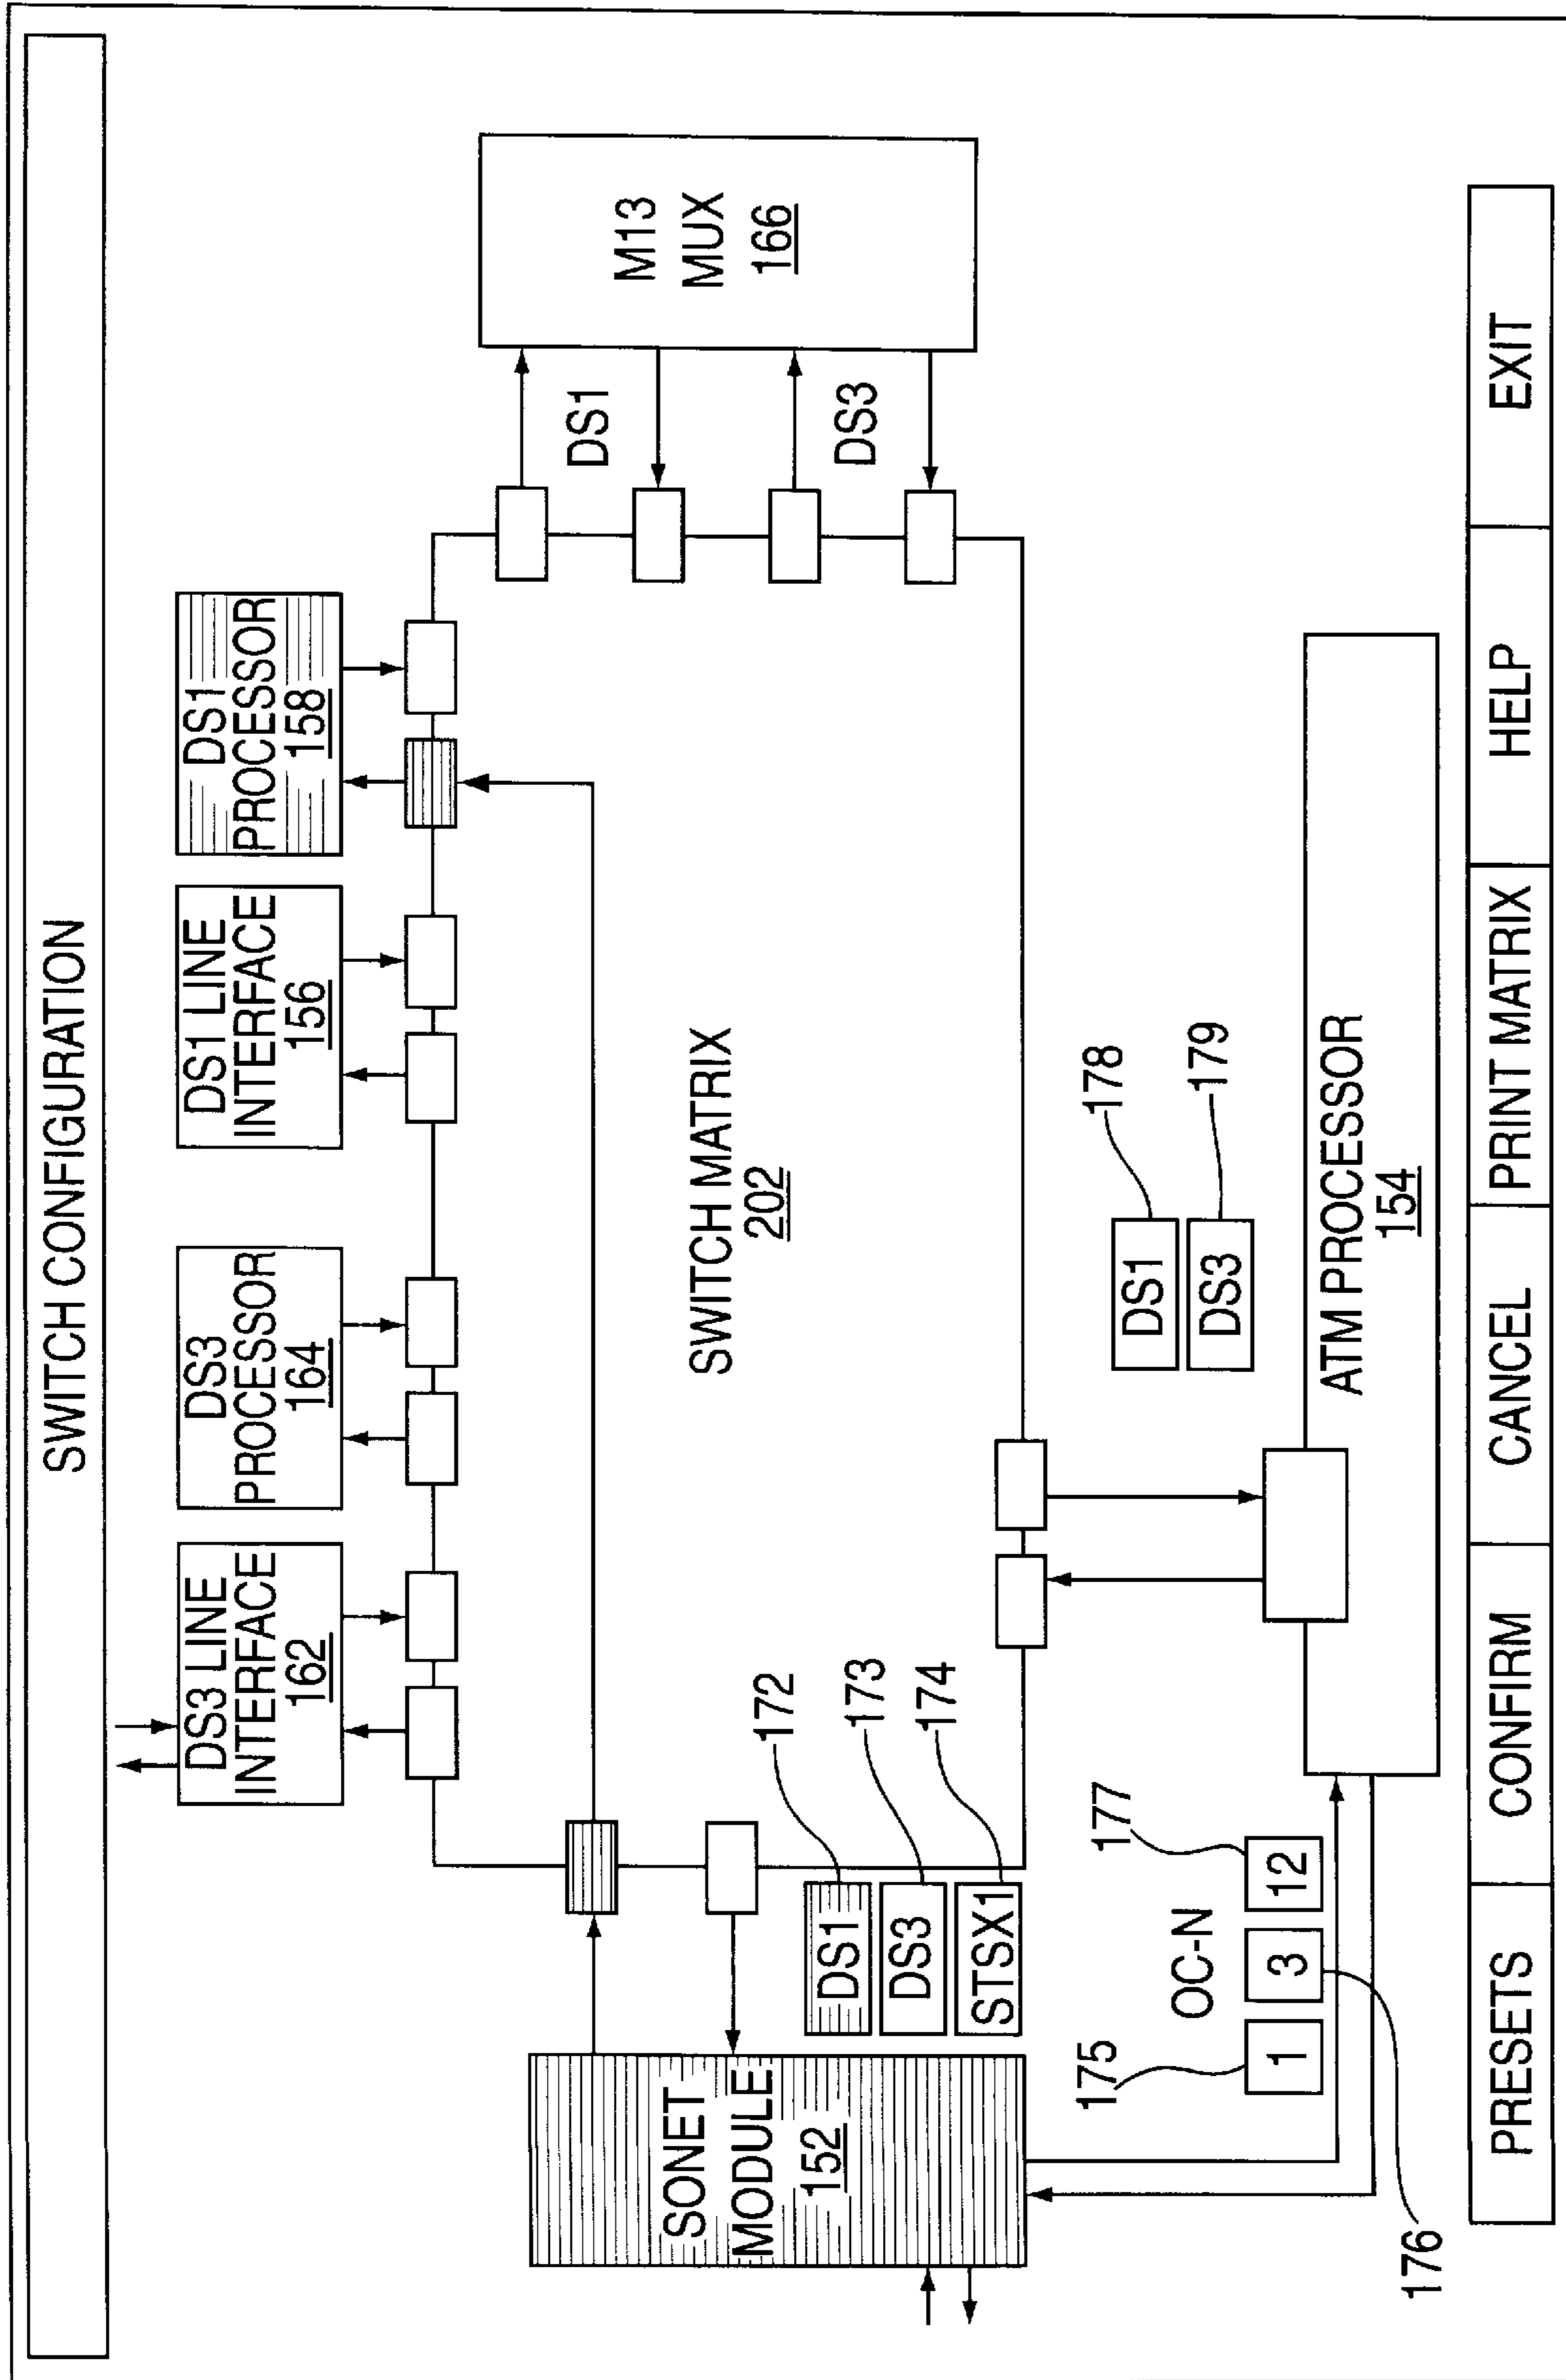 SWITCH CONFIGURATION
DS3 LINE
INTERFACE
162
DS3
PROCESSOR
164
DS1 LINE
INTERFACE
156
DS1
PROCESSOR
158
SONET
MODULE
152
SWITCH MATRIX
202
M13
MUX
166
DS1
DS3
DS1
172
DS3
173
STSX1
174
175
OC-N
177
1
3
12
176
DS1
178
DS3
179
ATM PROCESSOR
154
PRESETS
CONFIRM
CANCEL
PRINT MATRIX
HELP
EXIT